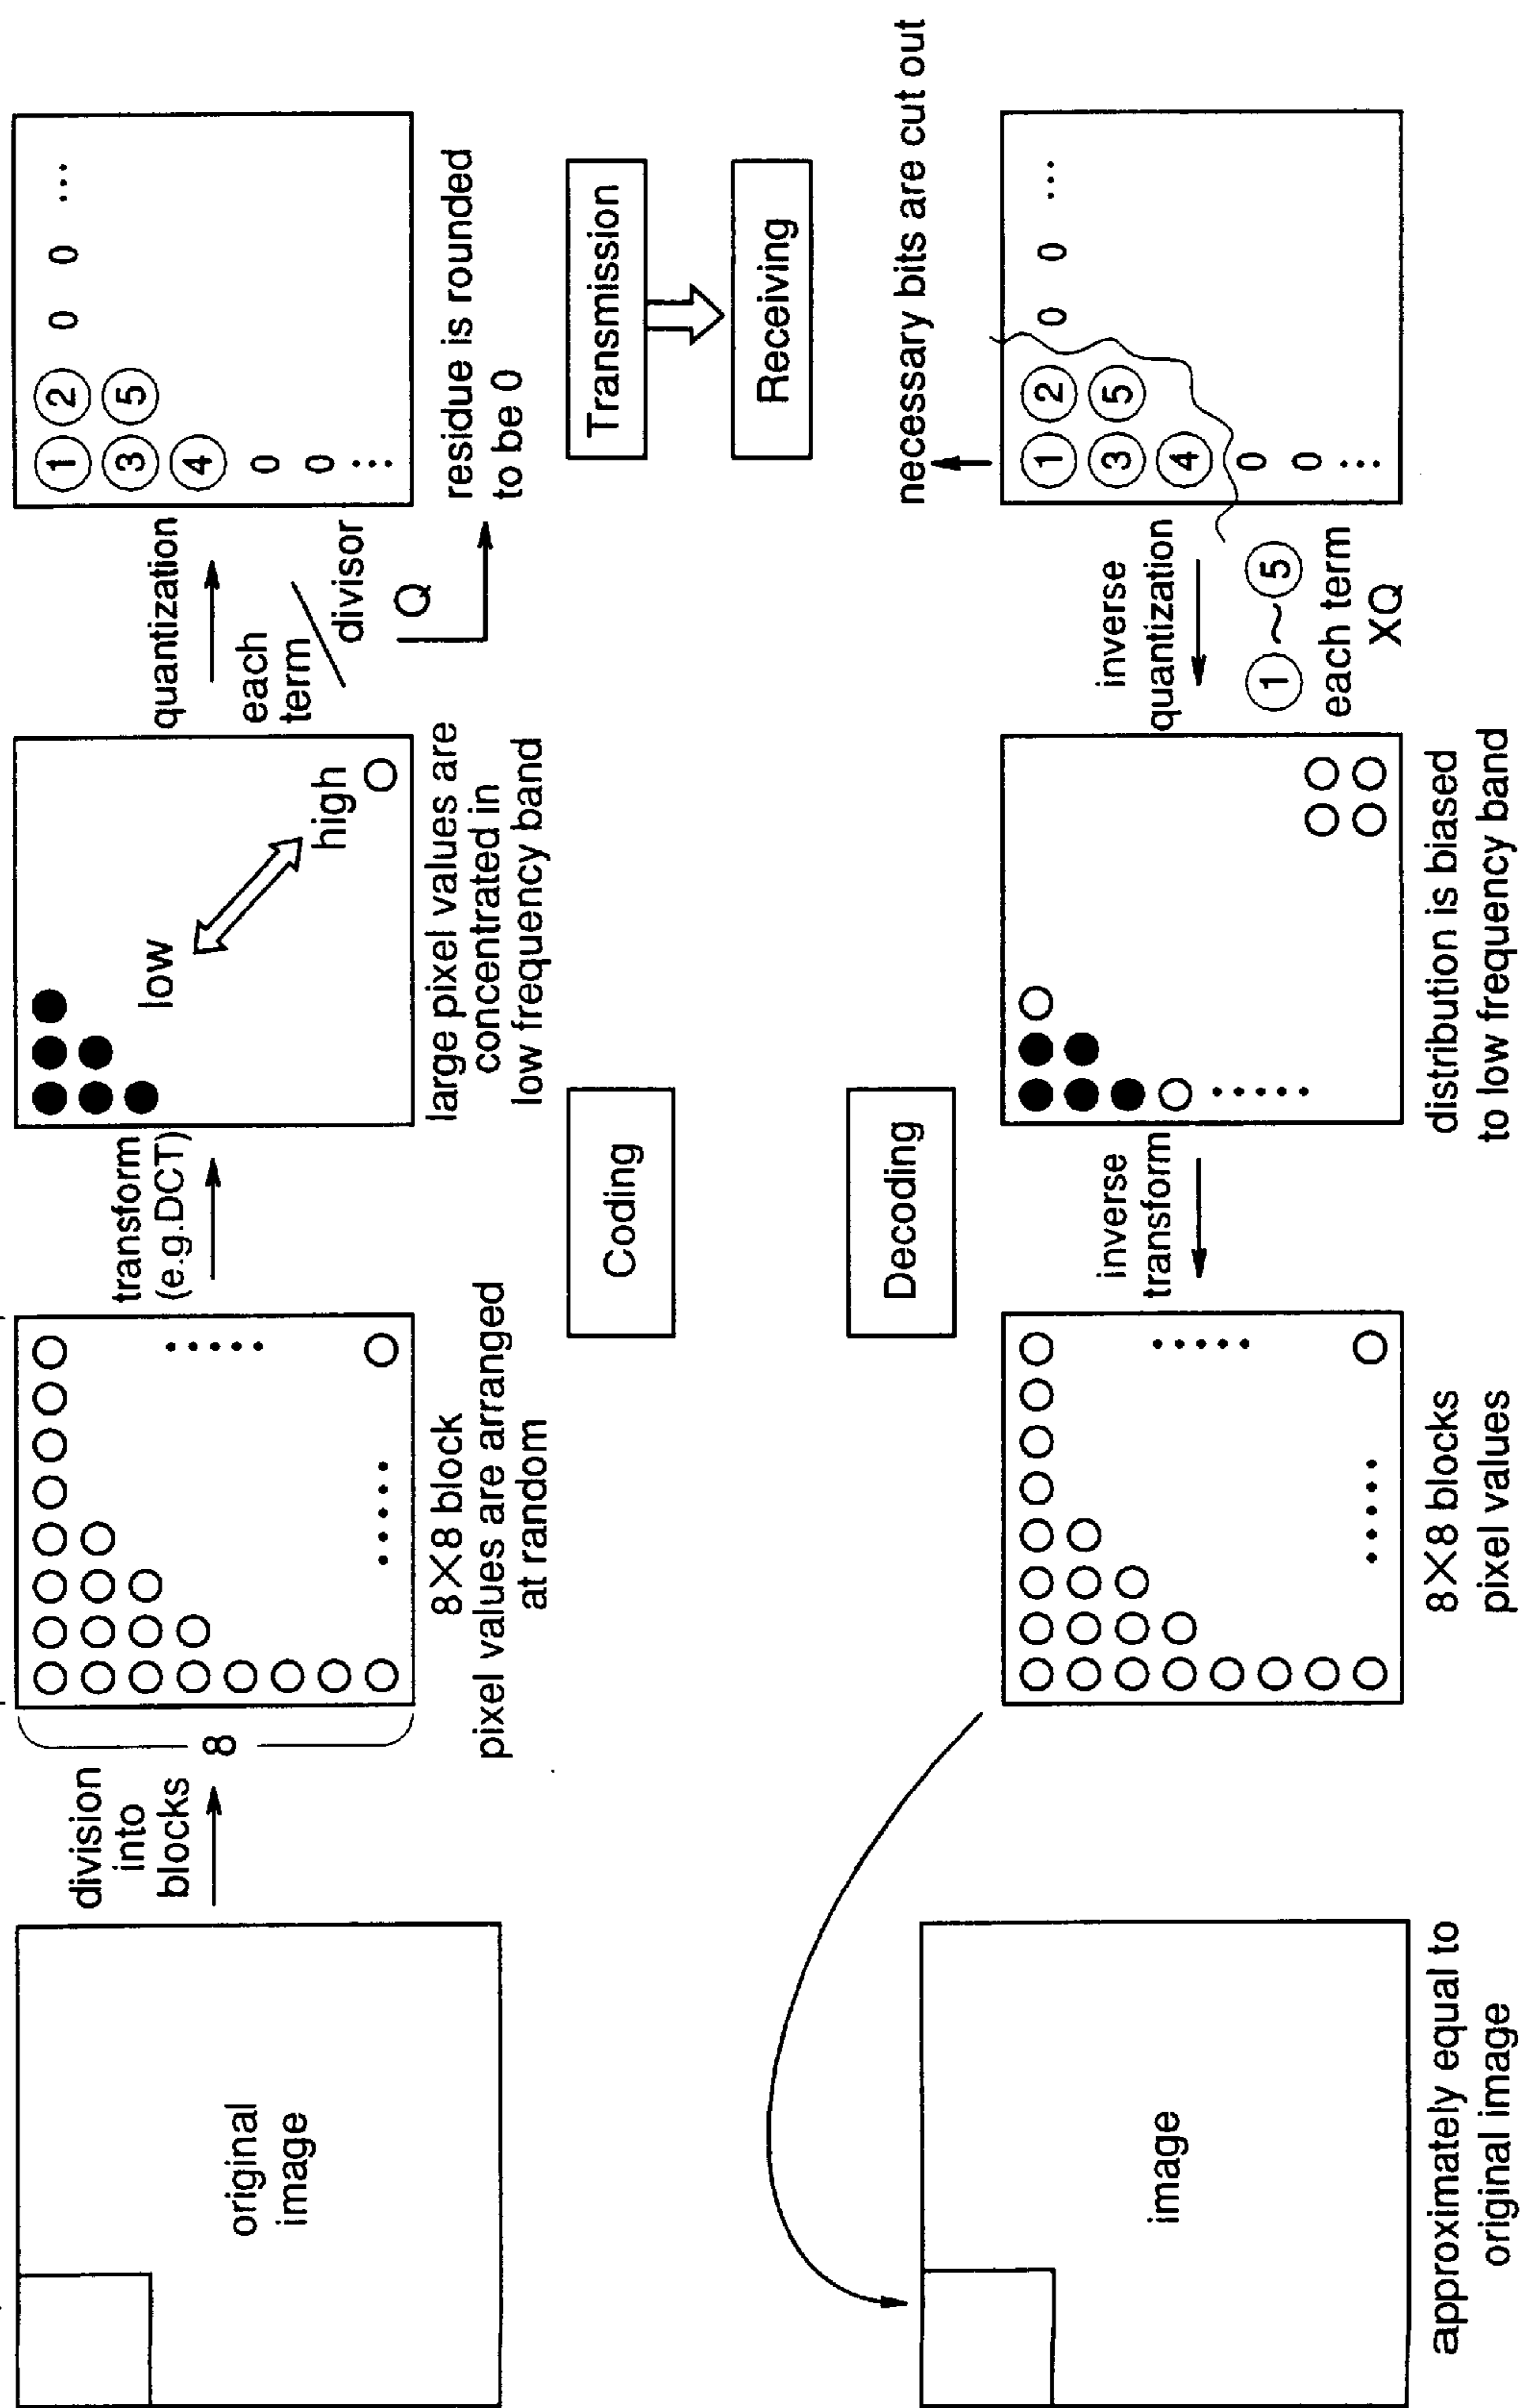 original
image
division
into
blocks
8
8×8 block
pixel values are arranged
at random
transform
(e.g.DCT)
low
high
large pixel values are
concentrated in
low frequency band
quantization
each
term
divisor
Q
1 2 0 0 ...
3 5
4
0
0
⋮
residue is rounded
to be 0
Coding
Transmission
Receiving
Decoding
necessary bits are cut out
1 2 0 0 ...
3 5
4
0
0
⋮
inverse
quantization
1 ~ 5
each term
XQ
distribution is biased
to low frequency band
inverse
transform
8×8 blocks
pixel values
image
approximately equal to
original image